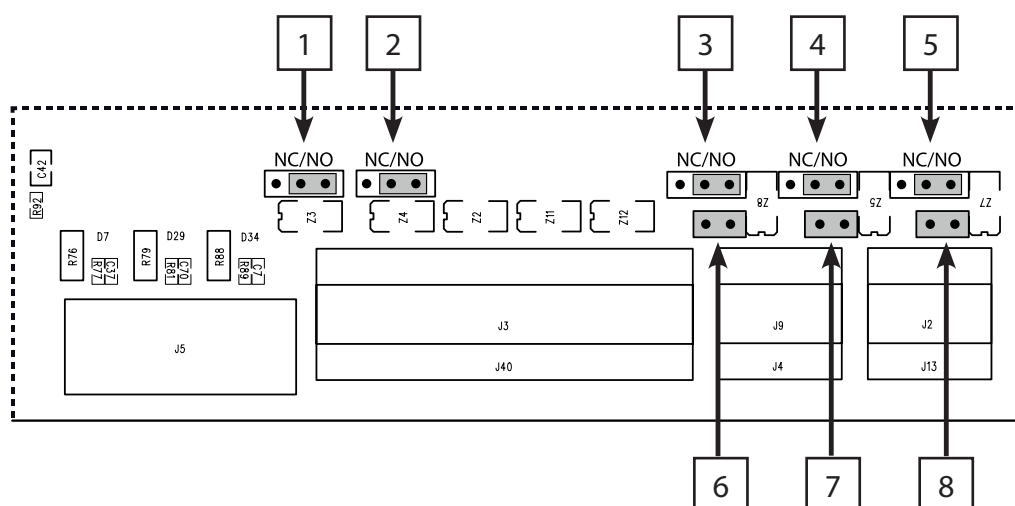 1 2 3 4 5
NC/NO NC/NO NC/NO NC/NO NC/NO
C42
R92
Z3 Z4 Z2 Z11 Z12 Z8 Z5 Z7
D7 D29 D34
R76 R77 C37 R79 R81 C70 R88 R89 C7
J5 J3 J9 J2
J40 J4 J13
6 7 8